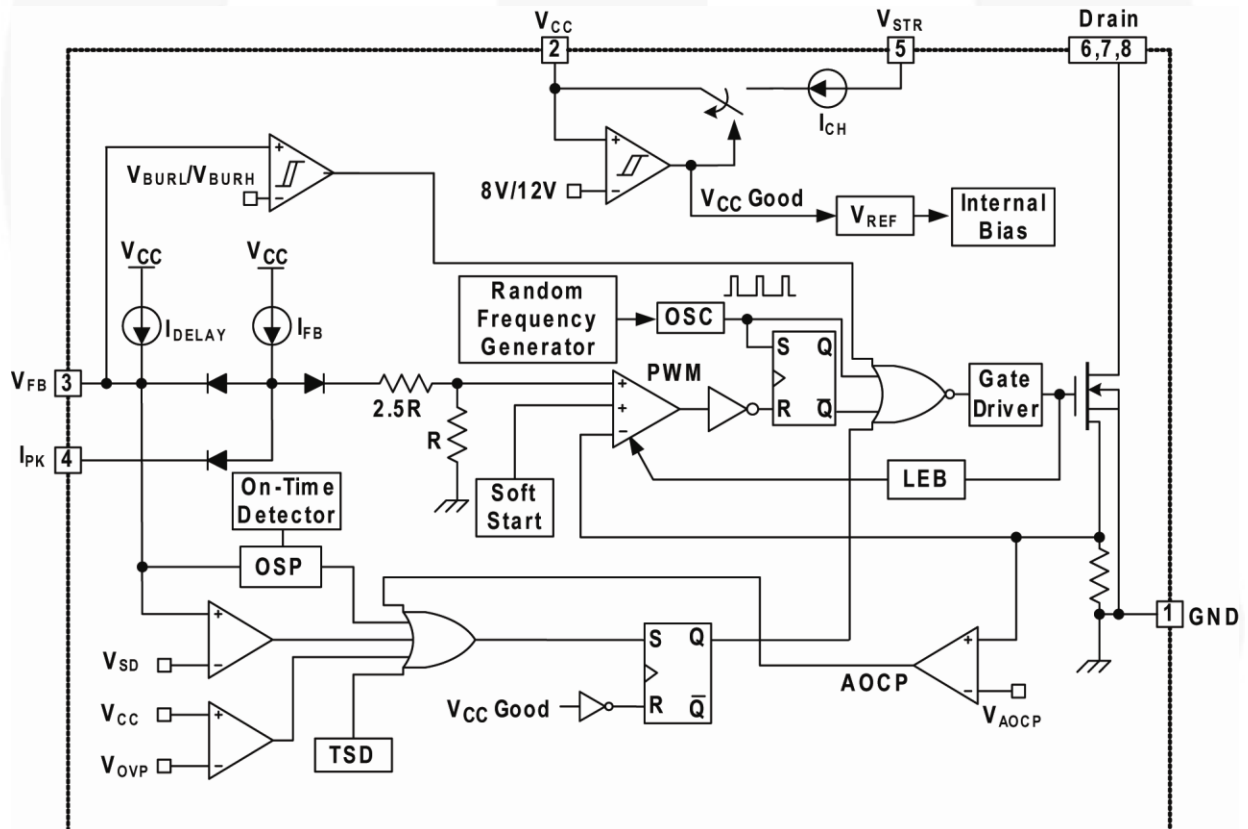 VCC
VSTR
Drain
2
5
6,7,8
ICH
+
-
8V/12V
VCC Good
VREF
Internal
Bias
VBURL/VBURH
+
-
VCC
VCC
IDELAY
IFB
Random
Frequency
Generator
OSC
S Q
R Q̅
PWM
+
+
-
Gate
Driver
VFB 3
2.5R
R
IPK 4
LEB
Soft
Start
On-Time
Detector
OSP
+
-
VSD
VCC
VOVP
+
-
TSD
S Q
R Q̅
VCC Good
AOCP
+
-
VAOCP
1 GND